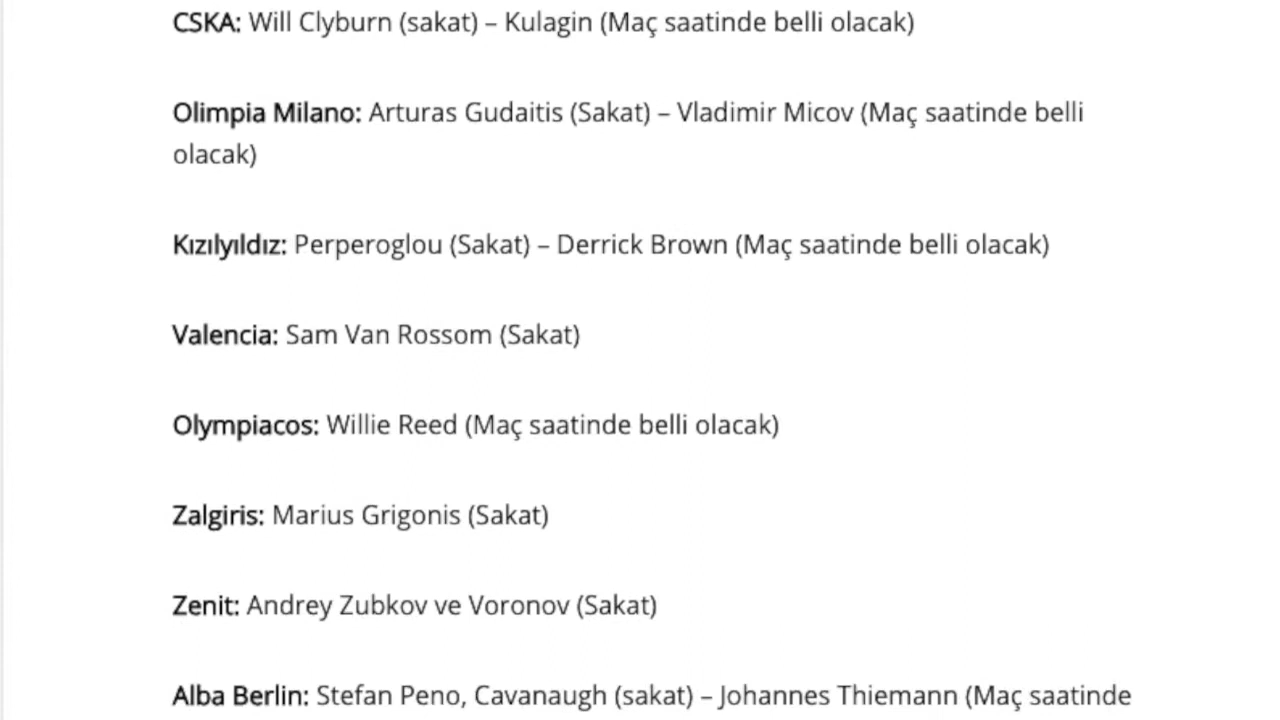 CSKA: Will Clyburn (sakat) – Kulagin (Maç saatinde belli olacak)
Olimpia Milano: Arturas Gudaitis (Sakat) – Vladimir Micov (Maç saatinde belli
olacak)
Kızılyıldız: Perperoglou (Sakat) – Derrick Brown (Maç saatinde belli olacak)
Valencia: Sam Van Rossom (Sakat)
Olympiacos: Willie Reed (Maç saatinde belli olacak)
Zalgiris: Marius Grigonis (Sakat)
Zenit: Andrey Zubkov ve Voronov (Sakat)
Alba Berlin: Stefan Peno, Cavanaugh (sakat) – Johannes Thiemann (Maç saatinde